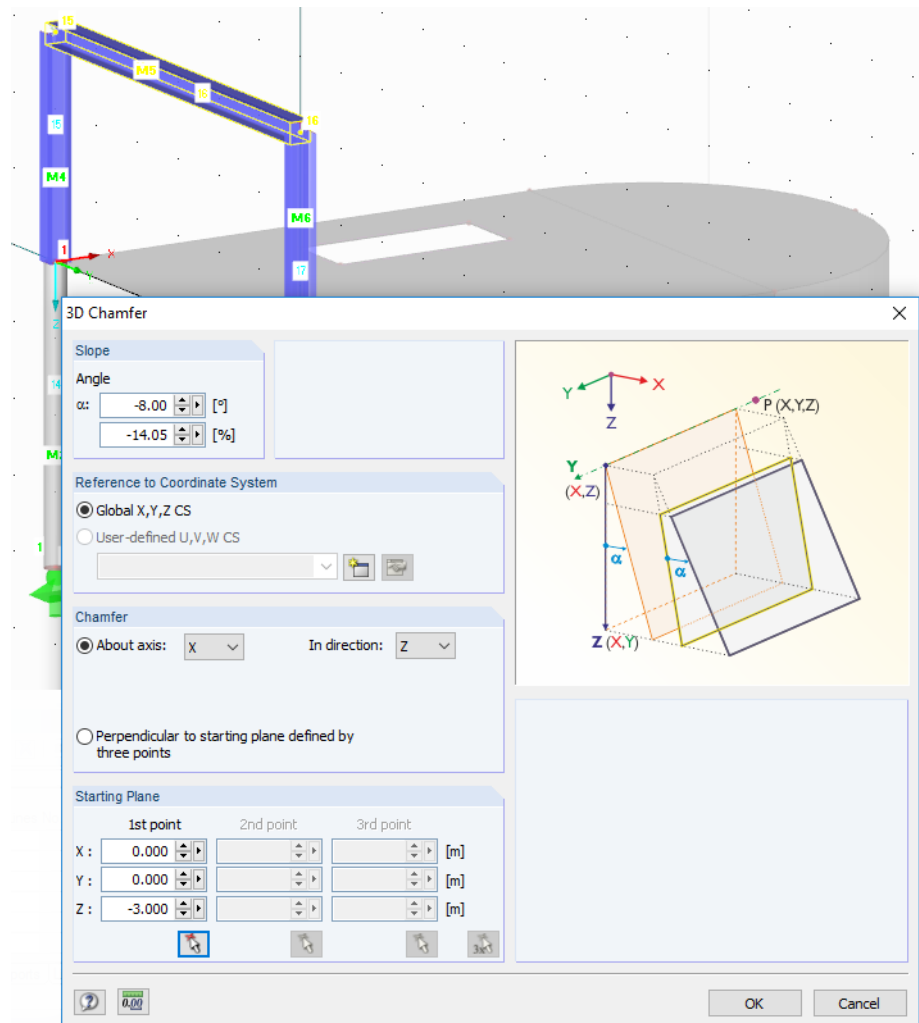 15
M5
16
16
15
M4
M6
1
X
17
Z
3D Chamfer
14
1
Slope
Angle
α: -8.00 [°]
-14.05 [%]
Reference to Coordinate System
Global X,Y,Z CS
User-defined U,V,W CS
Chamfer
About axis: X In direction: Z
Perpendicular to starting plane defined by
three points
Starting Plane
1st point 2nd point 3rd point
X : 0.000 [m]
Y : 0.000 [m]
Z : -3.000 [m]
3x
0.00
OK Cancel
Y X
Z
P (X,Y,Z)
Y
(X,Z)
α
α
Z (X,Y)